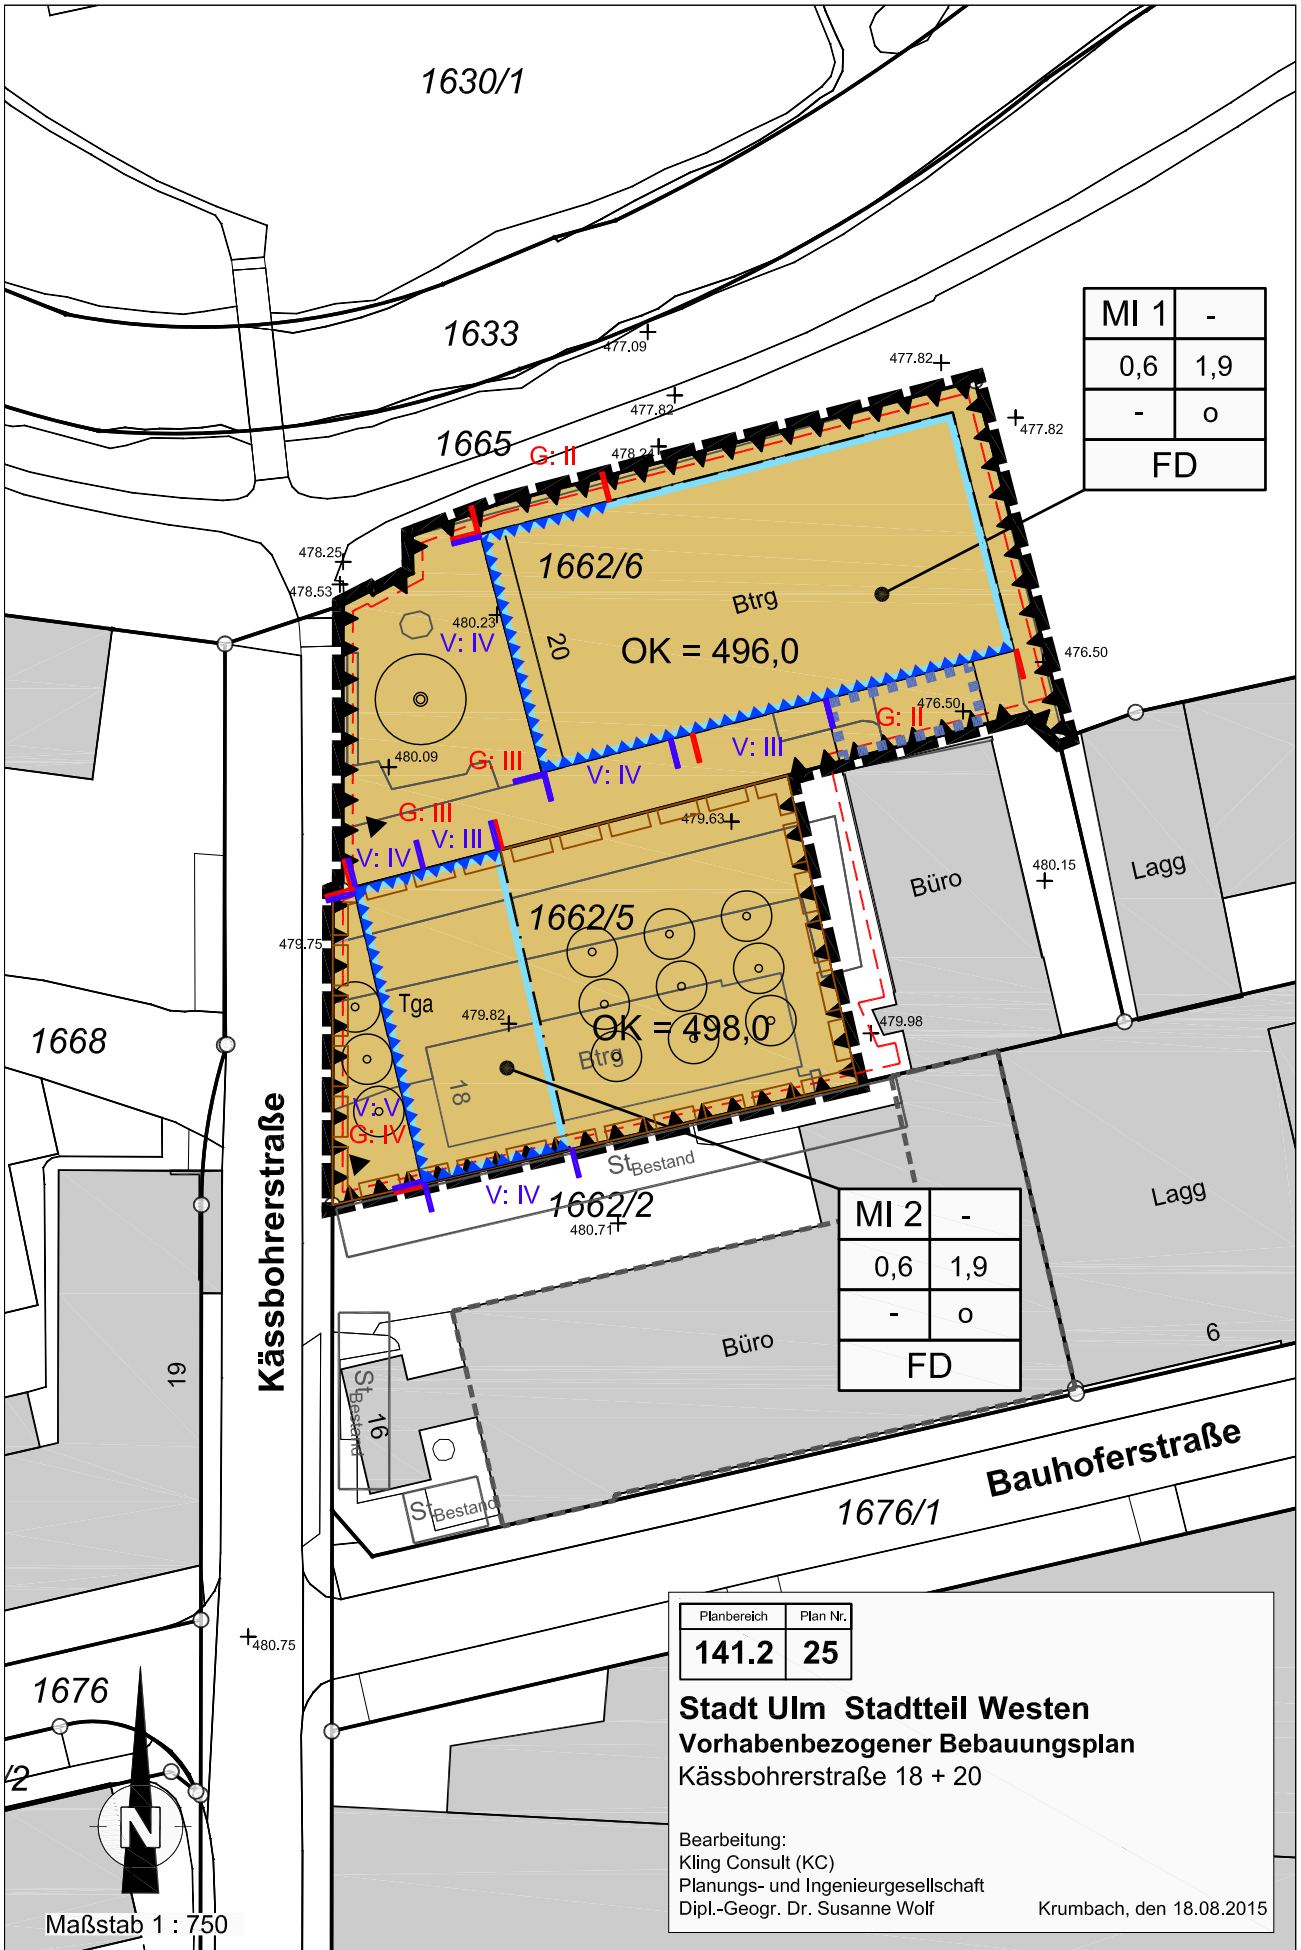 1630/1
1633
477.09
477.82
MI 1 -
0,6 1,9
- o
FD
477.82
477.82
1665
G: II
478.24
478.25
478.53
1662/6
Btrg
480.23
V: IV
20
OK = 496,0
476.50
476.50
G: II
V: III
V: IV
G: III
480.09
G: III
V: III
V: IV
479.63
480.15
Büro
Lagg
1662/5
479.75
Tga
479.82
OK = 498,0
Btrg
479.98
1668
18
V: V
G: IV
Kässbohrerstraße
St Bestand
V: IV
1662/2
480.71
Lagg
MI 2 -
0,6 1,9
- o
FD
Büro
6
19
St Bestand
16
St Bestand
Bauhoferstraße
1676/1
480.75
1676
/2
N
Maßstab 1 : 750
Planbereich Plan Nr.
141.2 25
Stadt Ulm Stadtteil Westen
Vorhabenbezogener Bebauungsplan
Kässbohrerstraße 18 + 20
Bearbeitung:
Kling Consult (KC)
Planungs- und Ingenieurgesellschaft
Dipl.-Geogr. Dr. Susanne Wolf
Krumbach, den 18.08.2015